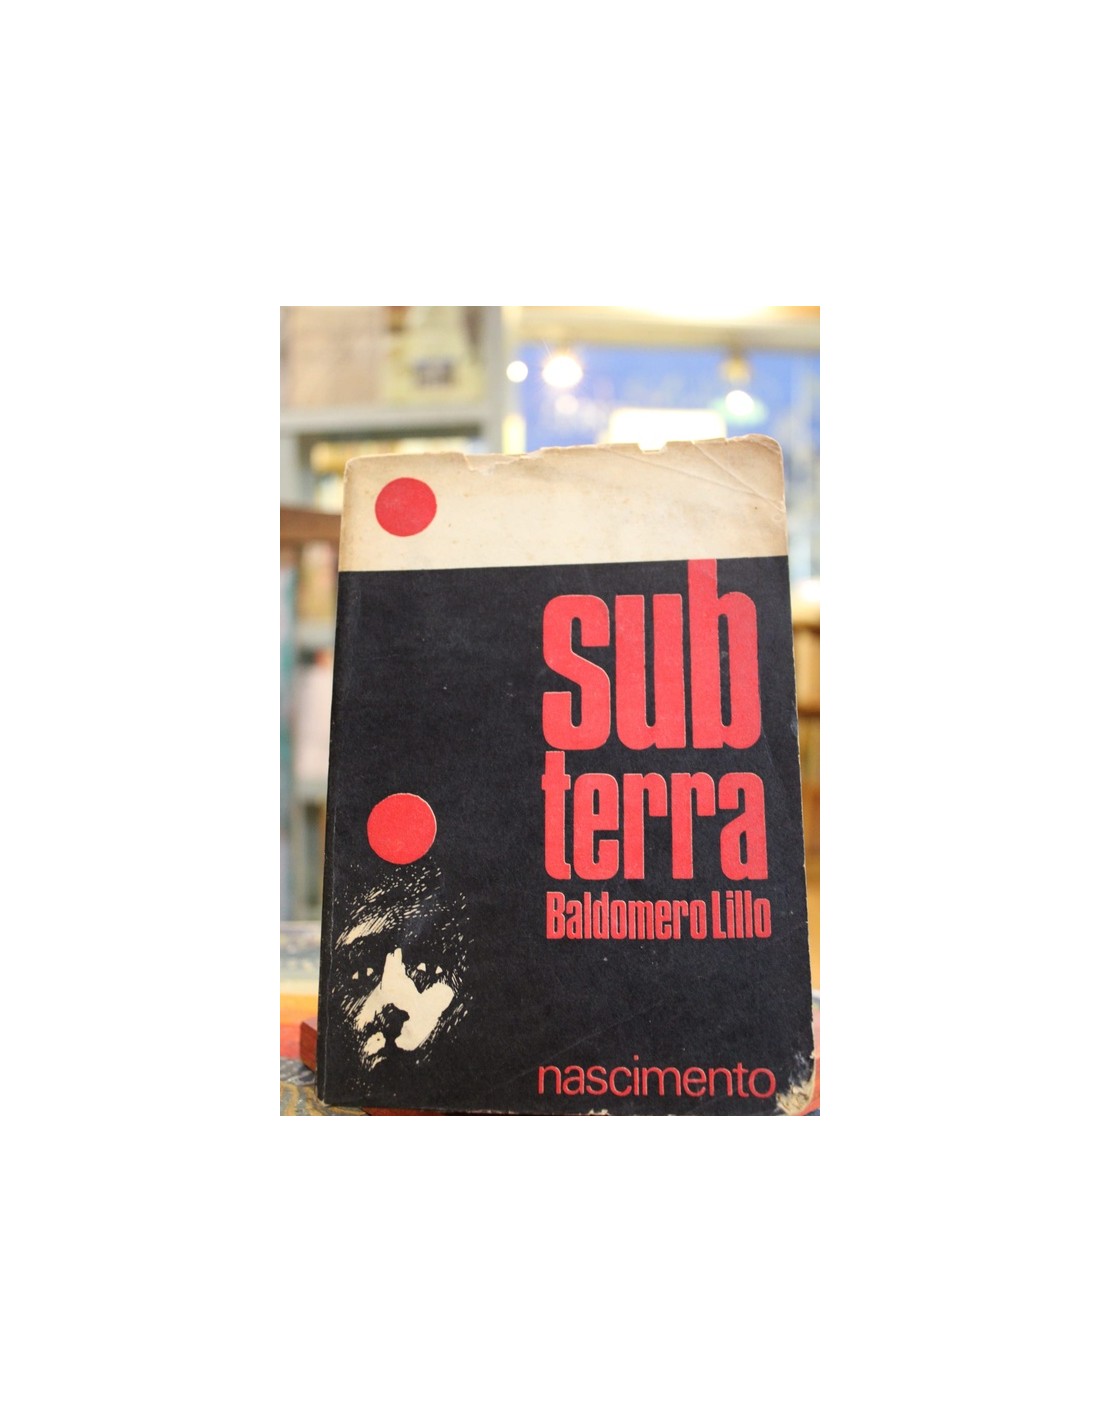 sub
terra
Baldomero Lillo
nascimento